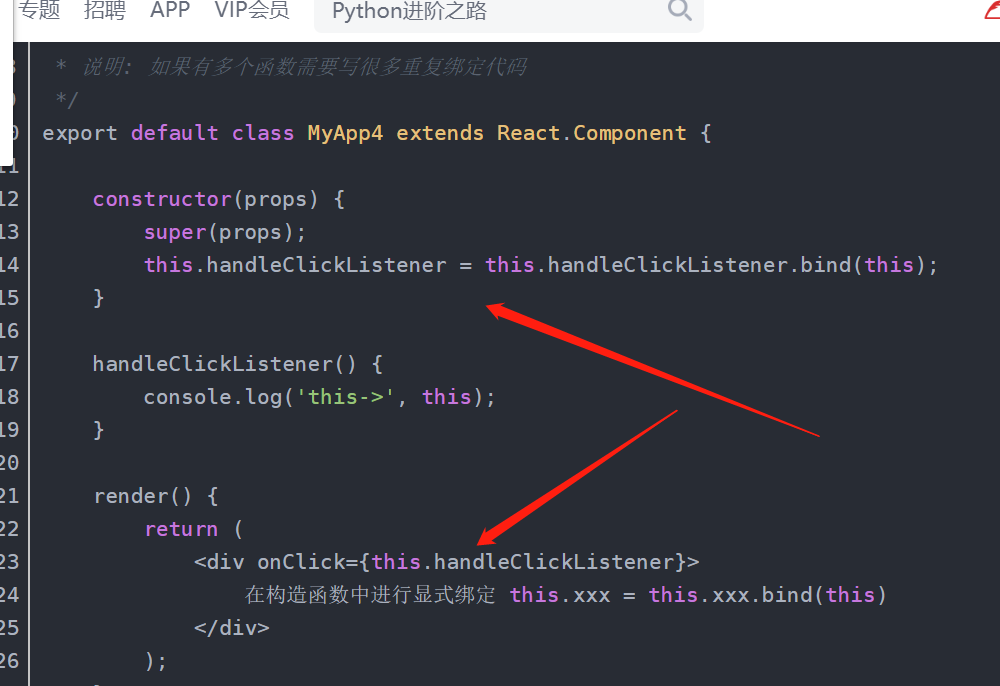 专题 招聘 APP VIP会员 Python进阶之路
* 说明: 如果有多个函数需要写很多重复绑定代码
*/
export default class MyApp4 extends React.Component {
11
12 constructor(props) {
13 super(props);
14 this.handleClickListener = this.handleClickListener.bind(this);
15 }
16
17 handleClickListener() {
18 console.log('this->', this);
19 }
20
21 render() {
22 return (
23 <div onClick={this.handleClickListener}>
24 在构造函数中进行显式绑定 this.xxx = this.xxx.bind(this)
25 </div>
26 );